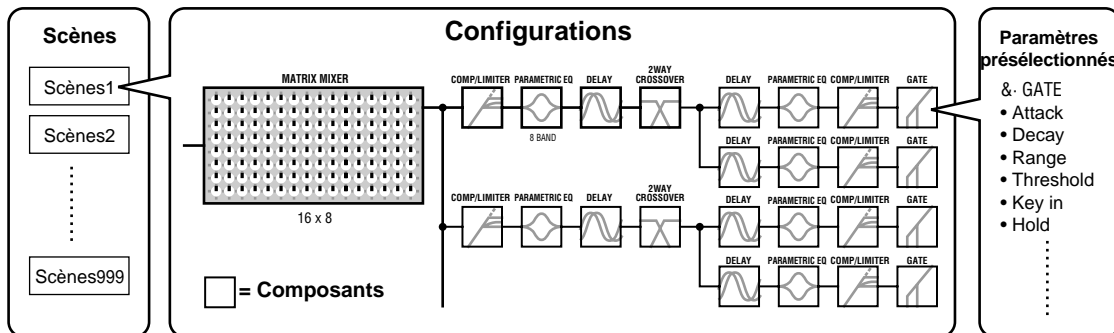 Scènes
Scènes1
Scènes2
Scènes999
Configurations
MATRIX MIXER
16 x 8
COMP/LIMITER PARAMETRIC EQ DELAY 2WAY CROSSOVER DELAY PARAMETRIC EQ COMP/LIMITER GATE
8 BAND
DELAY PARAMETRIC EQ COMP/LIMITER GATE
COMP/LIMITER PARAMETRIC EQ DELAY 2WAY CROSSOVER DELAY PARAMETRIC EQ COMP/LIMITER GATE
DELAY PARAMETRIC EQ COMP/LIMITER GATE
= Composants
Paramètres
présélectionnés
&· GATE
• Attack
• Decay
• Range
• Threshold
• Key in
• Hold